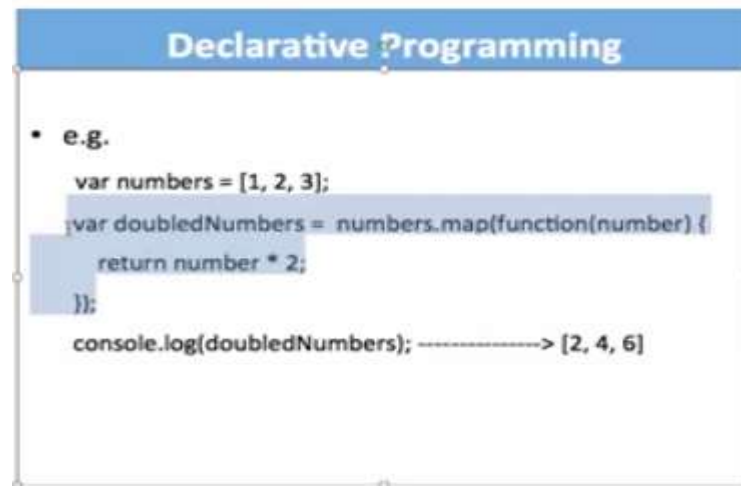 Declarative Programming
• e.g.
var numbers = [1, 2, 3];
var doubledNumbers = numbers.map(function(number) {
return number * 2;
});
console.log(doubledNumbers); ---------------> [2, 4, 6]